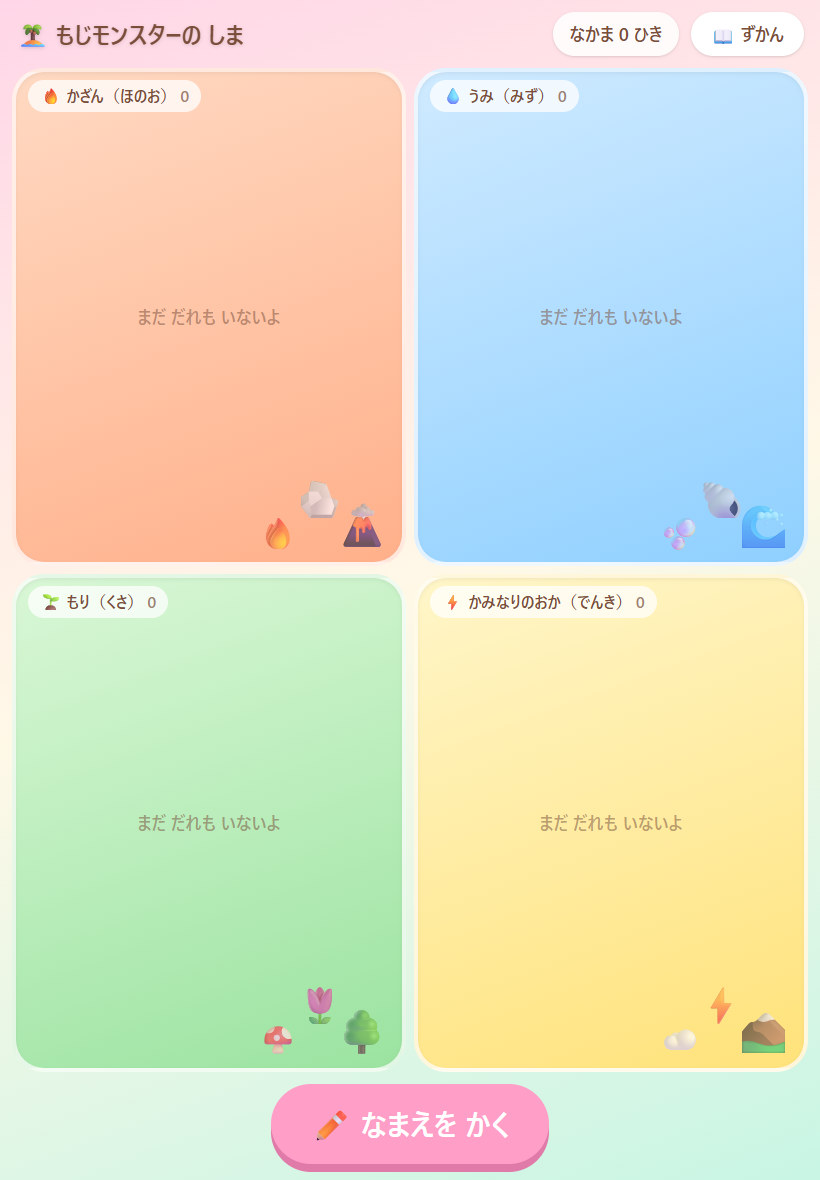 もじモンスターの しま
なかま 0 ひき
ずかん
かざん（ほのお） 0
うみ（みず） 0
まだ だれも いないよ
まだ だれも いないよ
もり（くさ） 0
かみなりのおか（でんき） 0
まだ だれも いないよ
まだ だれも いないよ
なまえを かく